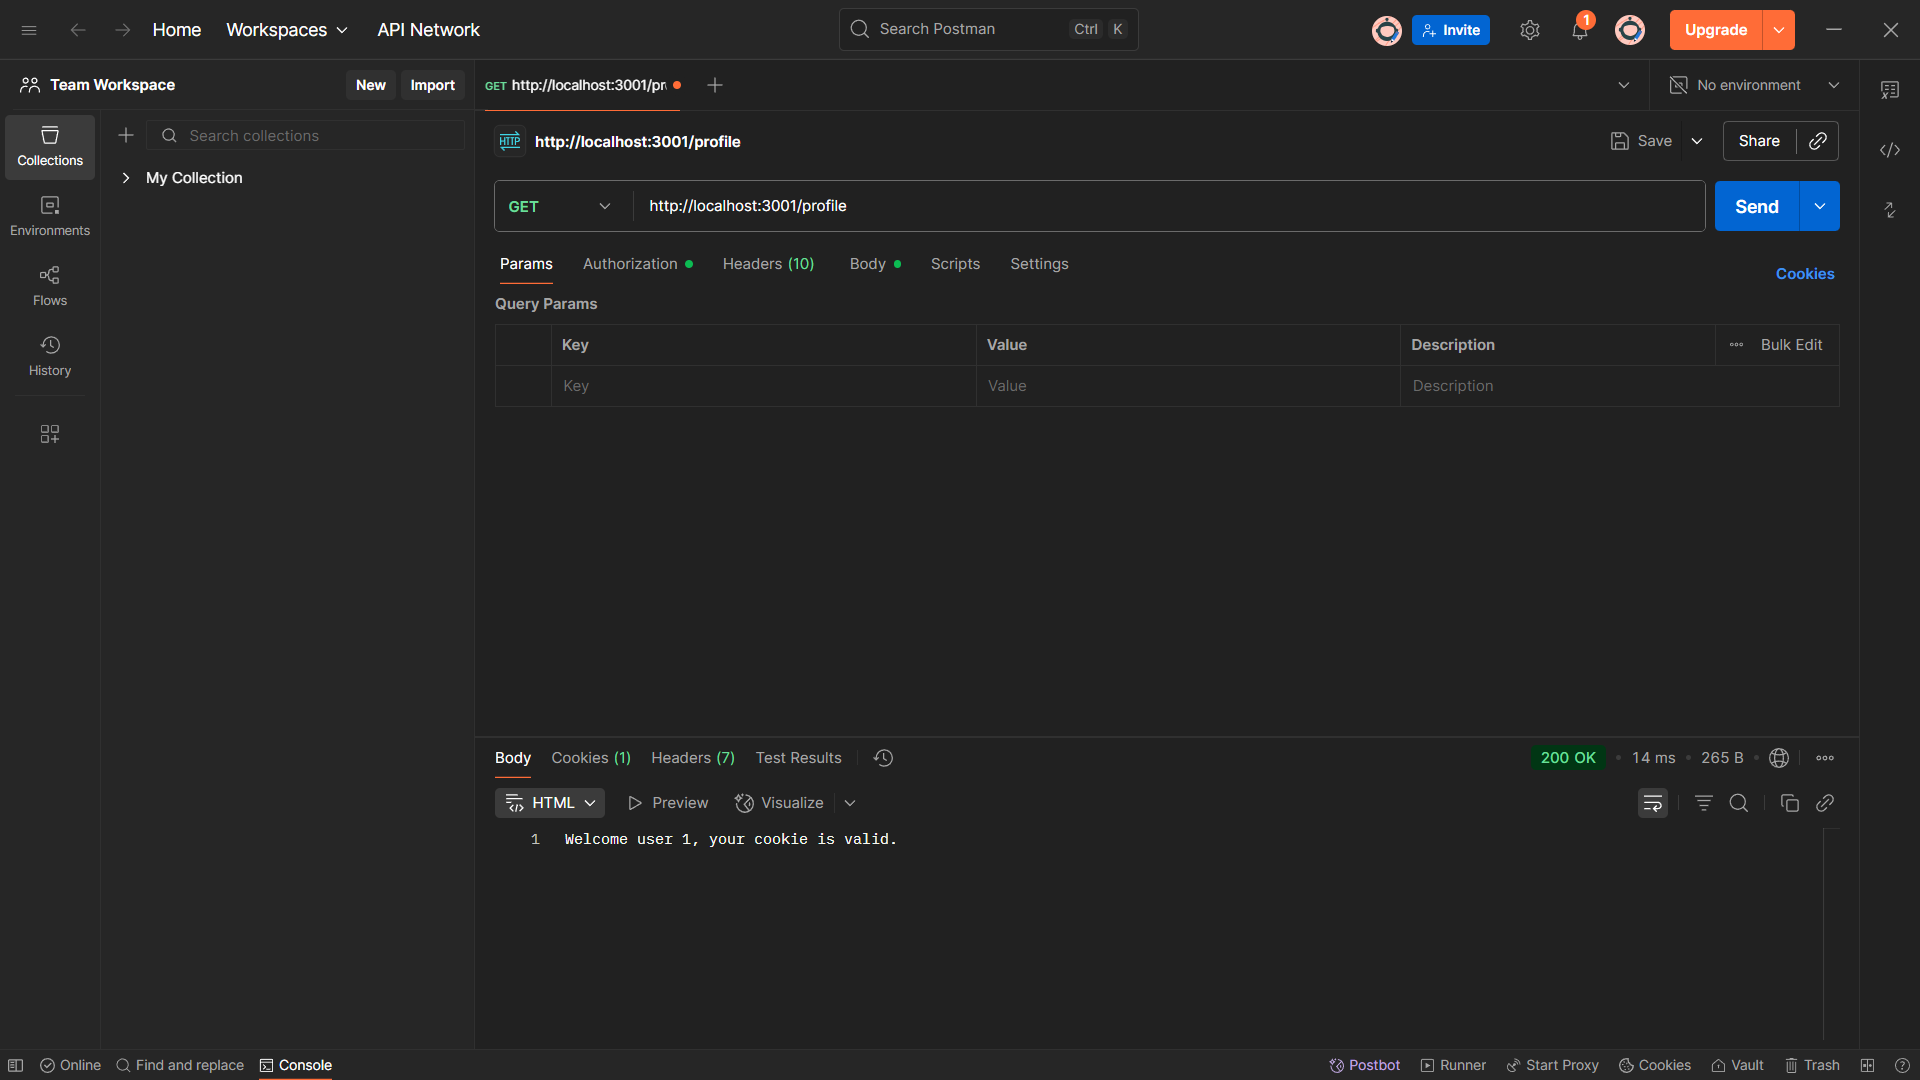 Home Workspaces API Network Search Postman Ctrl K Invite 1 Upgrade
Team Workspace New Import GET http://localhost:3001/pr No environment
Search collections
HTTP http://localhost:3001/profile Save Share
Collections
My Collection
GET http://localhost:3001/profile Send
Environments
Params Authorization Headers (10) Body Scripts Settings Cookies
Flows
Query Params
Key Value Description Bulk Edit
History
Key Value Description
Body Cookies (1) Headers (7) Test Results 200 OK 14 ms 265 B
HTML Preview Visualize
1 Welcome user 1, your cookie is valid.
Online Find and replace Console Postbot Runner Start Proxy Cookies Vault Trash